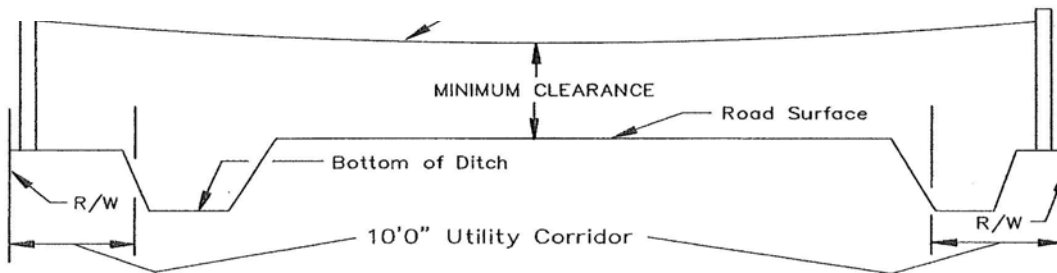 MINIMUM CLEARANCE
Road Surface
Bottom of Ditch
R/W
R/W
10'0" Utility Corridor